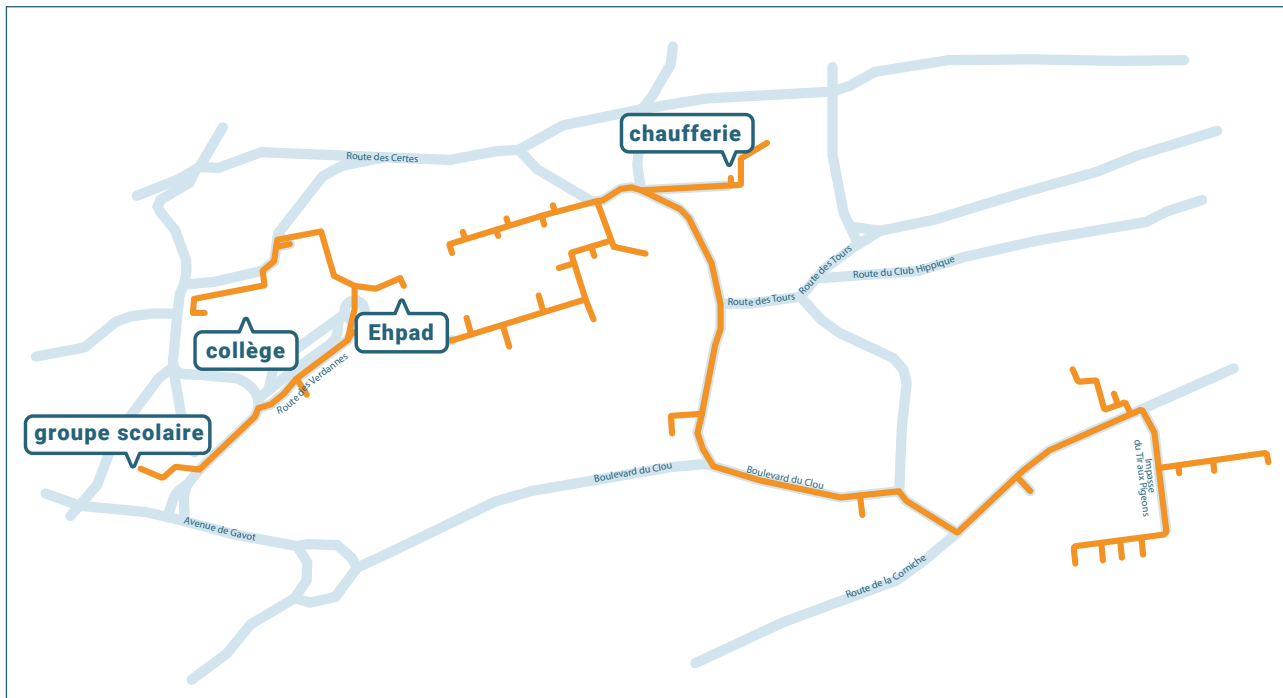 chaufferie
Route des Certes
Route des Tours
Route du Club Hippique
Route des Tours
Ehpad
collège
Route des Verdannes
groupe scolaire
Impasse
du Tir aux Pigeons
Boulevard du Clou
Boulevard du Clou
Avenue de Gavot
Route de la Corniche